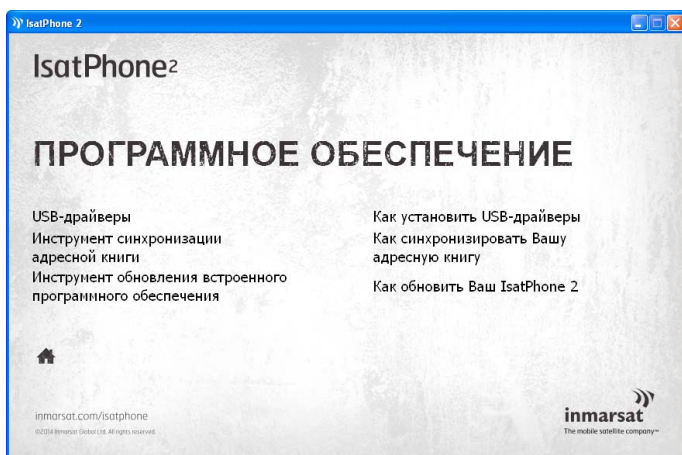 IsatPhone 2
IsatPhone 2
ПРОГРАММНОЕ ОБЕСПЕЧЕНИЕ
USB-драйверы
Инструмент синхронизации
адресной книги
Инструмент обновления встроенного
программного обеспечения
Как установить USB-драйверы
Как синхронизировать Вашу
адресную книгу
Как обновить Ваш IsatPhone 2
inmarsat.com/isatphone
©2014 Inmarsat Global Ltd. All rights reserved.
inmarsat
The mobile satellite company™